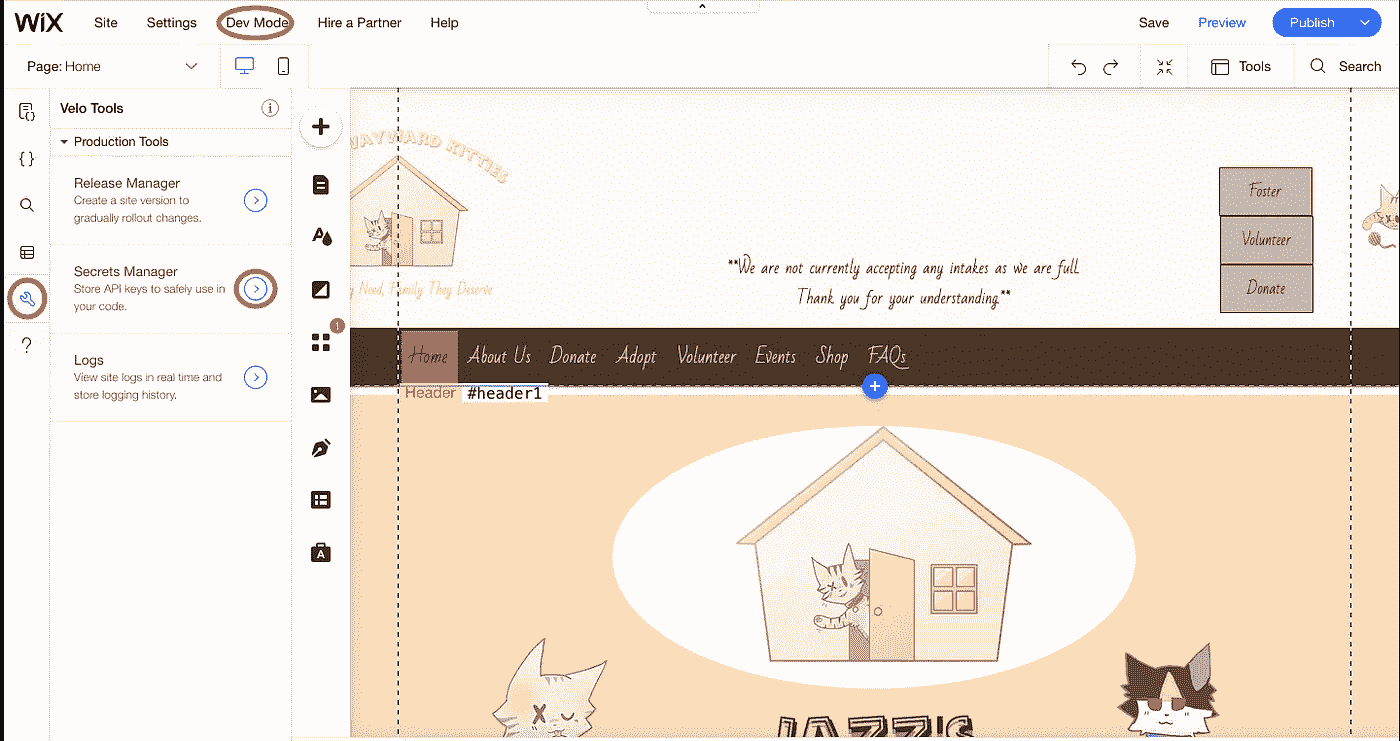 WiX Site Settings Dev Mode Hire a Partner Help Save Preview Publish
Page: Home Tools Search
Velo Tools
Production Tools
Release Manager
Create a site version to
gradually rollout changes.
Secrets Manager
Store API keys to safely use in
your code.
Logs
View site logs in real time and
store logging history.
1
WAYWARD KITTIES
Need, Family They Deserve
**We are not currently accepting any intakes as we are full.
Thank you for your understanding**
Foster
Volunteer
Donate
Home About Us Donate Adopt Volunteer Events Shop FAQs
Header #header1
JAZZ'S